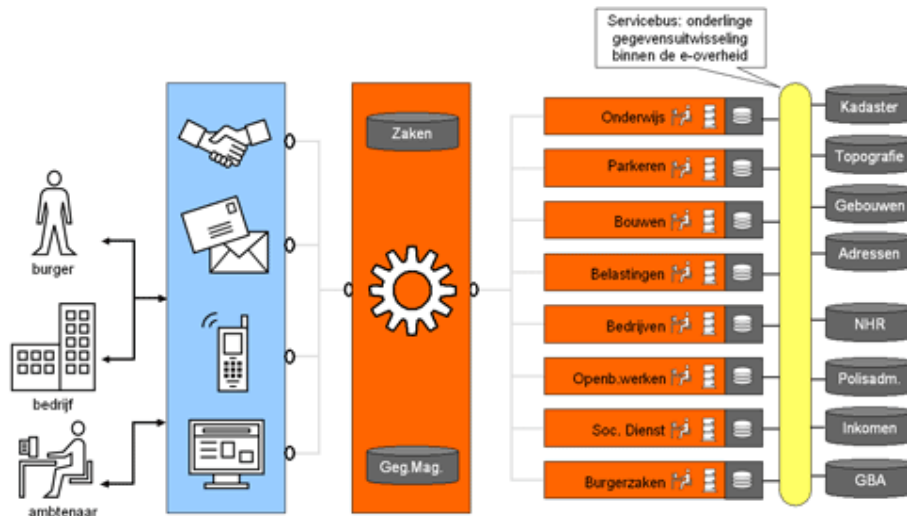 Servicebus: onderlinge
gegevensuitwisseling
binnen de e-overheid
burger
bedrijf
ambtenaar
Zaken
Geg.Mag.
Onderwijs
Parkeren
Bouwen
Belastingen
Bedrijven
Openb.werken
Soc. Dienst
Burgerzaken
Kadaster
Topografie
Gebouwen
Adressen
NHR
Polisadm.
Inkomen
GBA